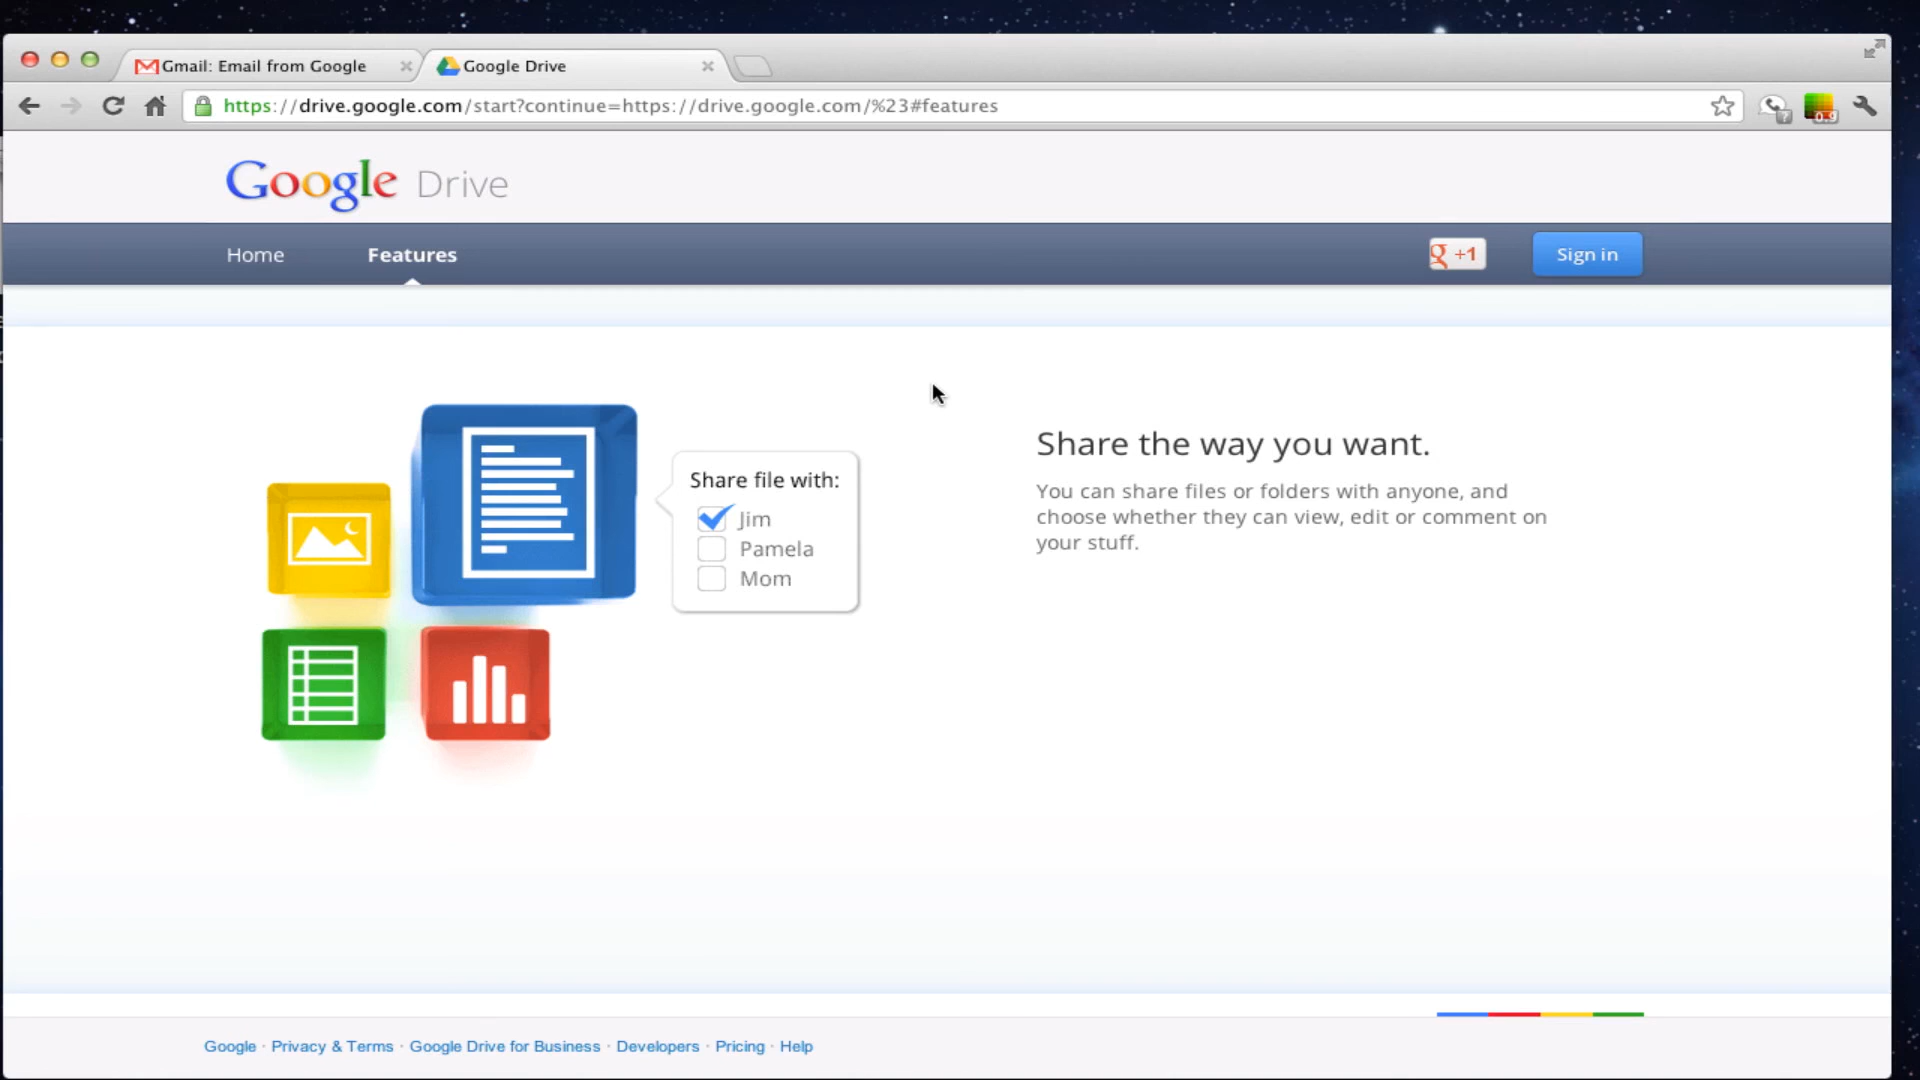 Gmail: Email from Google
Google Drive
https://drive.google.com/start?continue=https://drive.google.com/%23#features
?
0.9
Google Drive
Home
Features
g +1
Sign in
Share file with:
Jim
Pamela
Mom
Share the way you want.
You can share files or folders with anyone, and
choose whether they can view, edit or comment on
your stuff.
Google · Privacy & Terms · Google Drive for Business · Developers · Pricing · Help